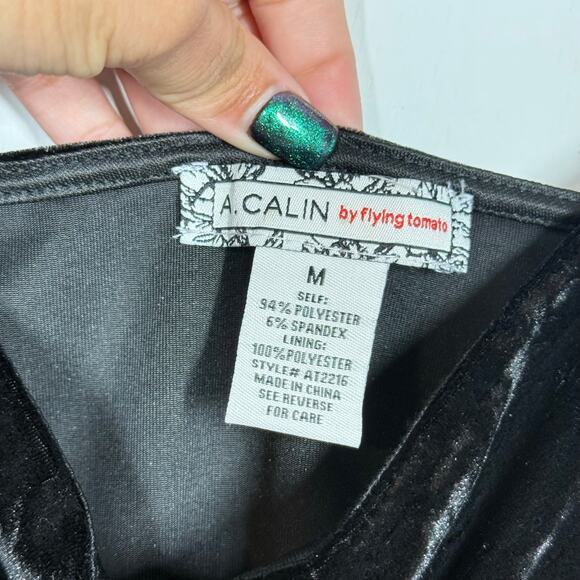 A. CALIN by flying tomato
M
SELF:
94% POLYESTER
6% SPANDEX
LINING:
100% POLYESTER
STYLE# AT2216
MADE IN CHINA
SEE REVERSE
FOR CARE